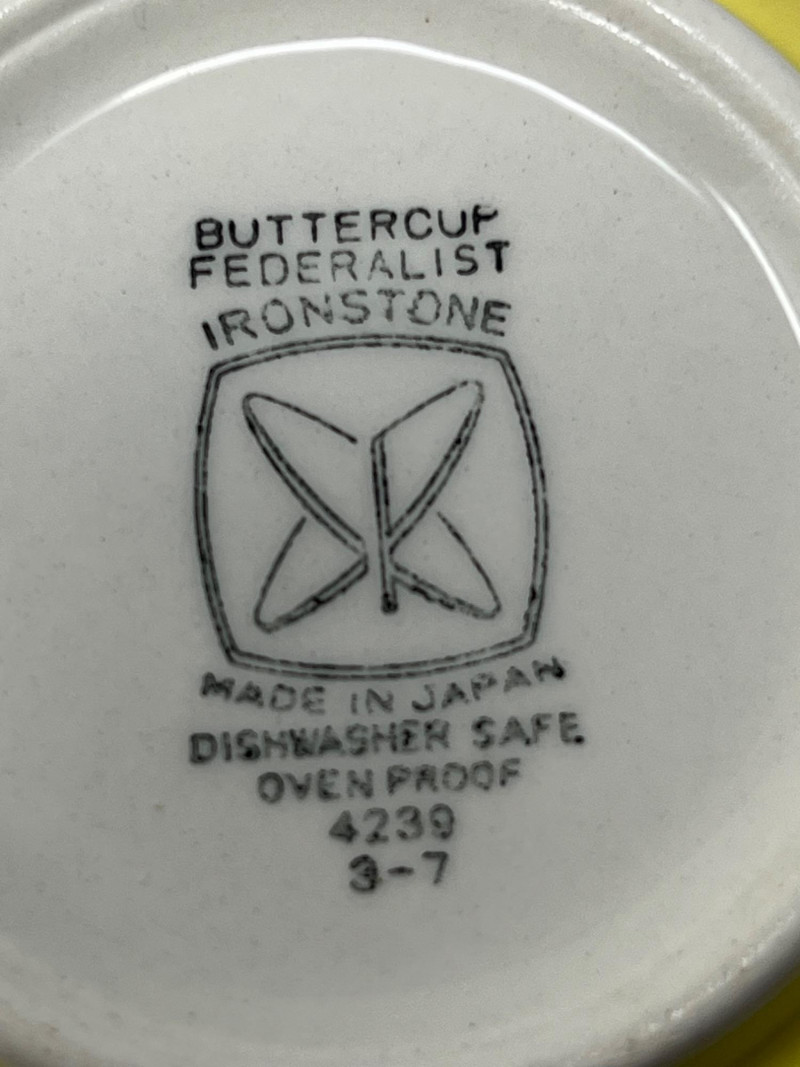 BUTTERCUP
FEDERALIST
IRONSTONE
MADE IN JAPAN
DISHWASHER SAFE
OVEN PROOF
4239
3-7